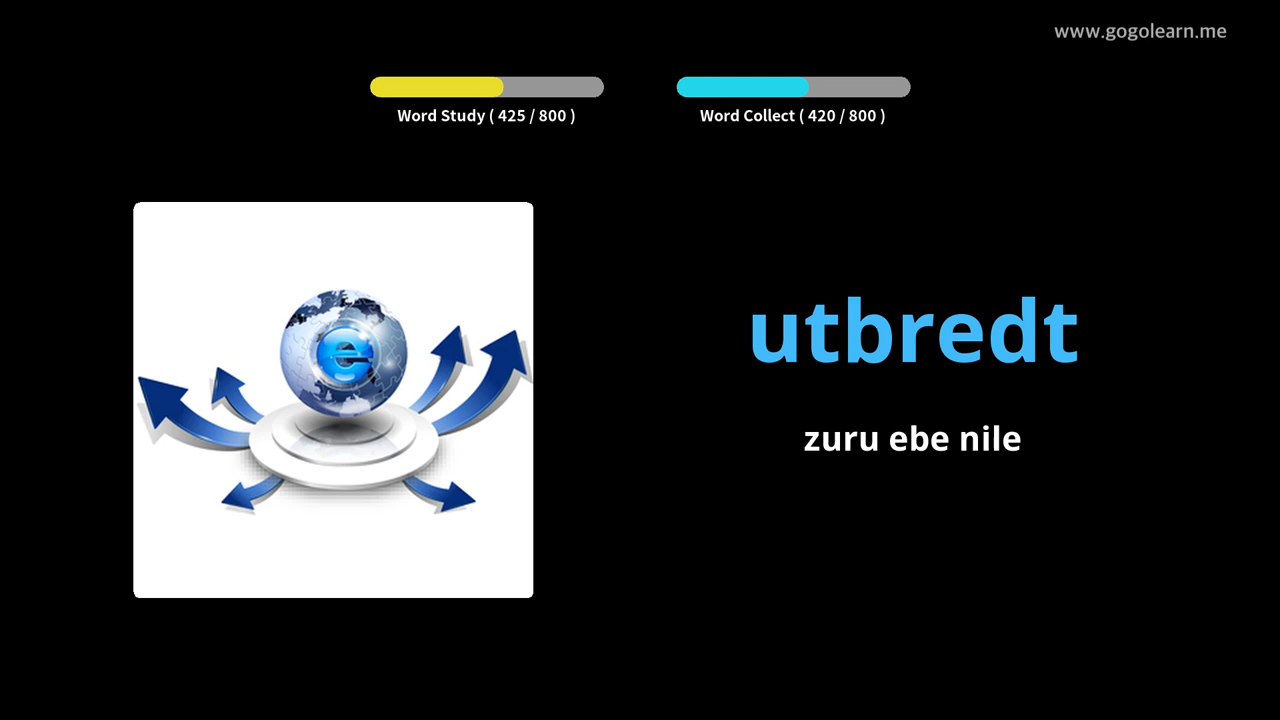 www.gogolearn.me
Word Study ( 425 / 800 )
Word Collect ( 420 / 800 )
e
utbredt
zuru ebe nile